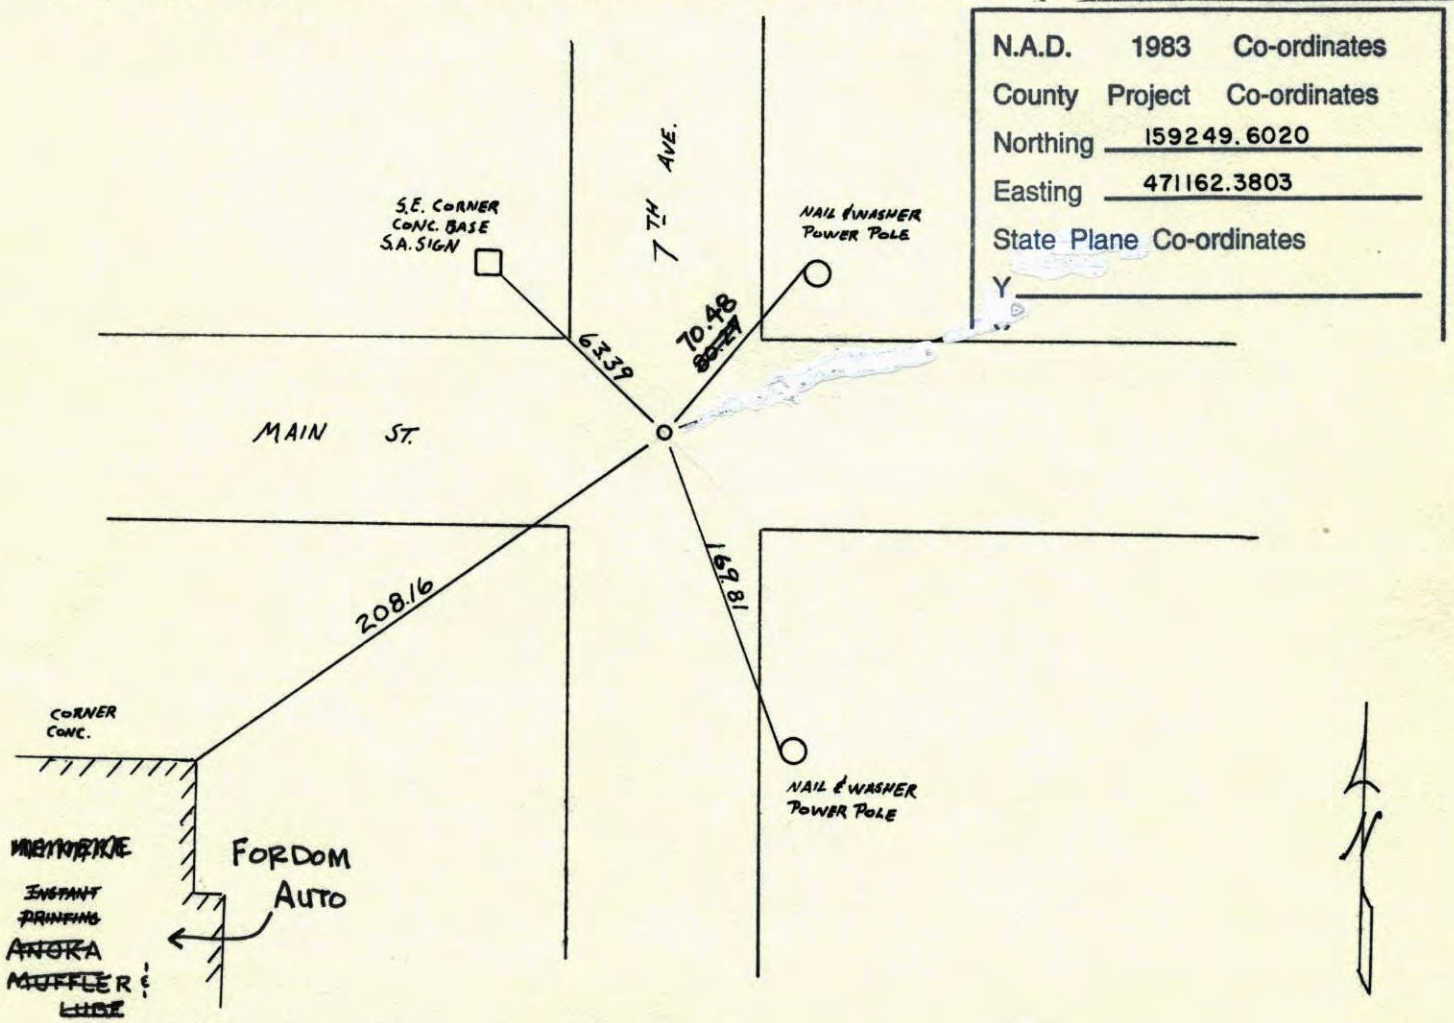 N.A.D. 1983 Co-ordinates
County Project Co-ordinates
Northing 159249.6020
Easting 471162.3803
State Plane Co-ordinates
Y
7TH AVE.
S.E. CORNER
CONC. BASE
S.A. SIGN
NAIL & WASHER
POWER POLE
63.39
70.48
80.27
MAIN ST.
208.16
169.81
CORNER
CONC.
NAIL & WASHER
POWER POLE
N
FORDOM
AUTO
INSTANT
PRINTING
ANOKA
MUFFLER &
LUBE